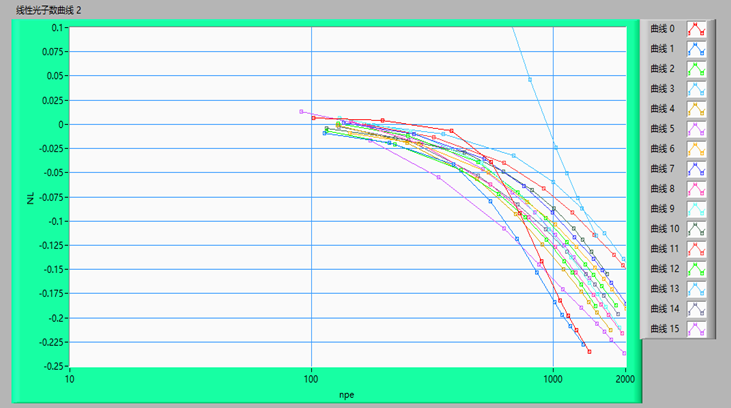 线性光子数曲线 2
0.1
0.075
0.05
0.025
0
-0.025
-0.05
-0.075
-0.1
-0.125
-0.15
-0.175
-0.2
-0.225
-0.25
NL
10
100
1000
2000
npe
曲线 0
曲线 1
曲线 2
曲线 3
曲线 4
曲线 5
曲线 6
曲线 7
曲线 8
曲线 9
曲线 10
曲线 11
曲线 12
曲线 13
曲线 14
曲线 15